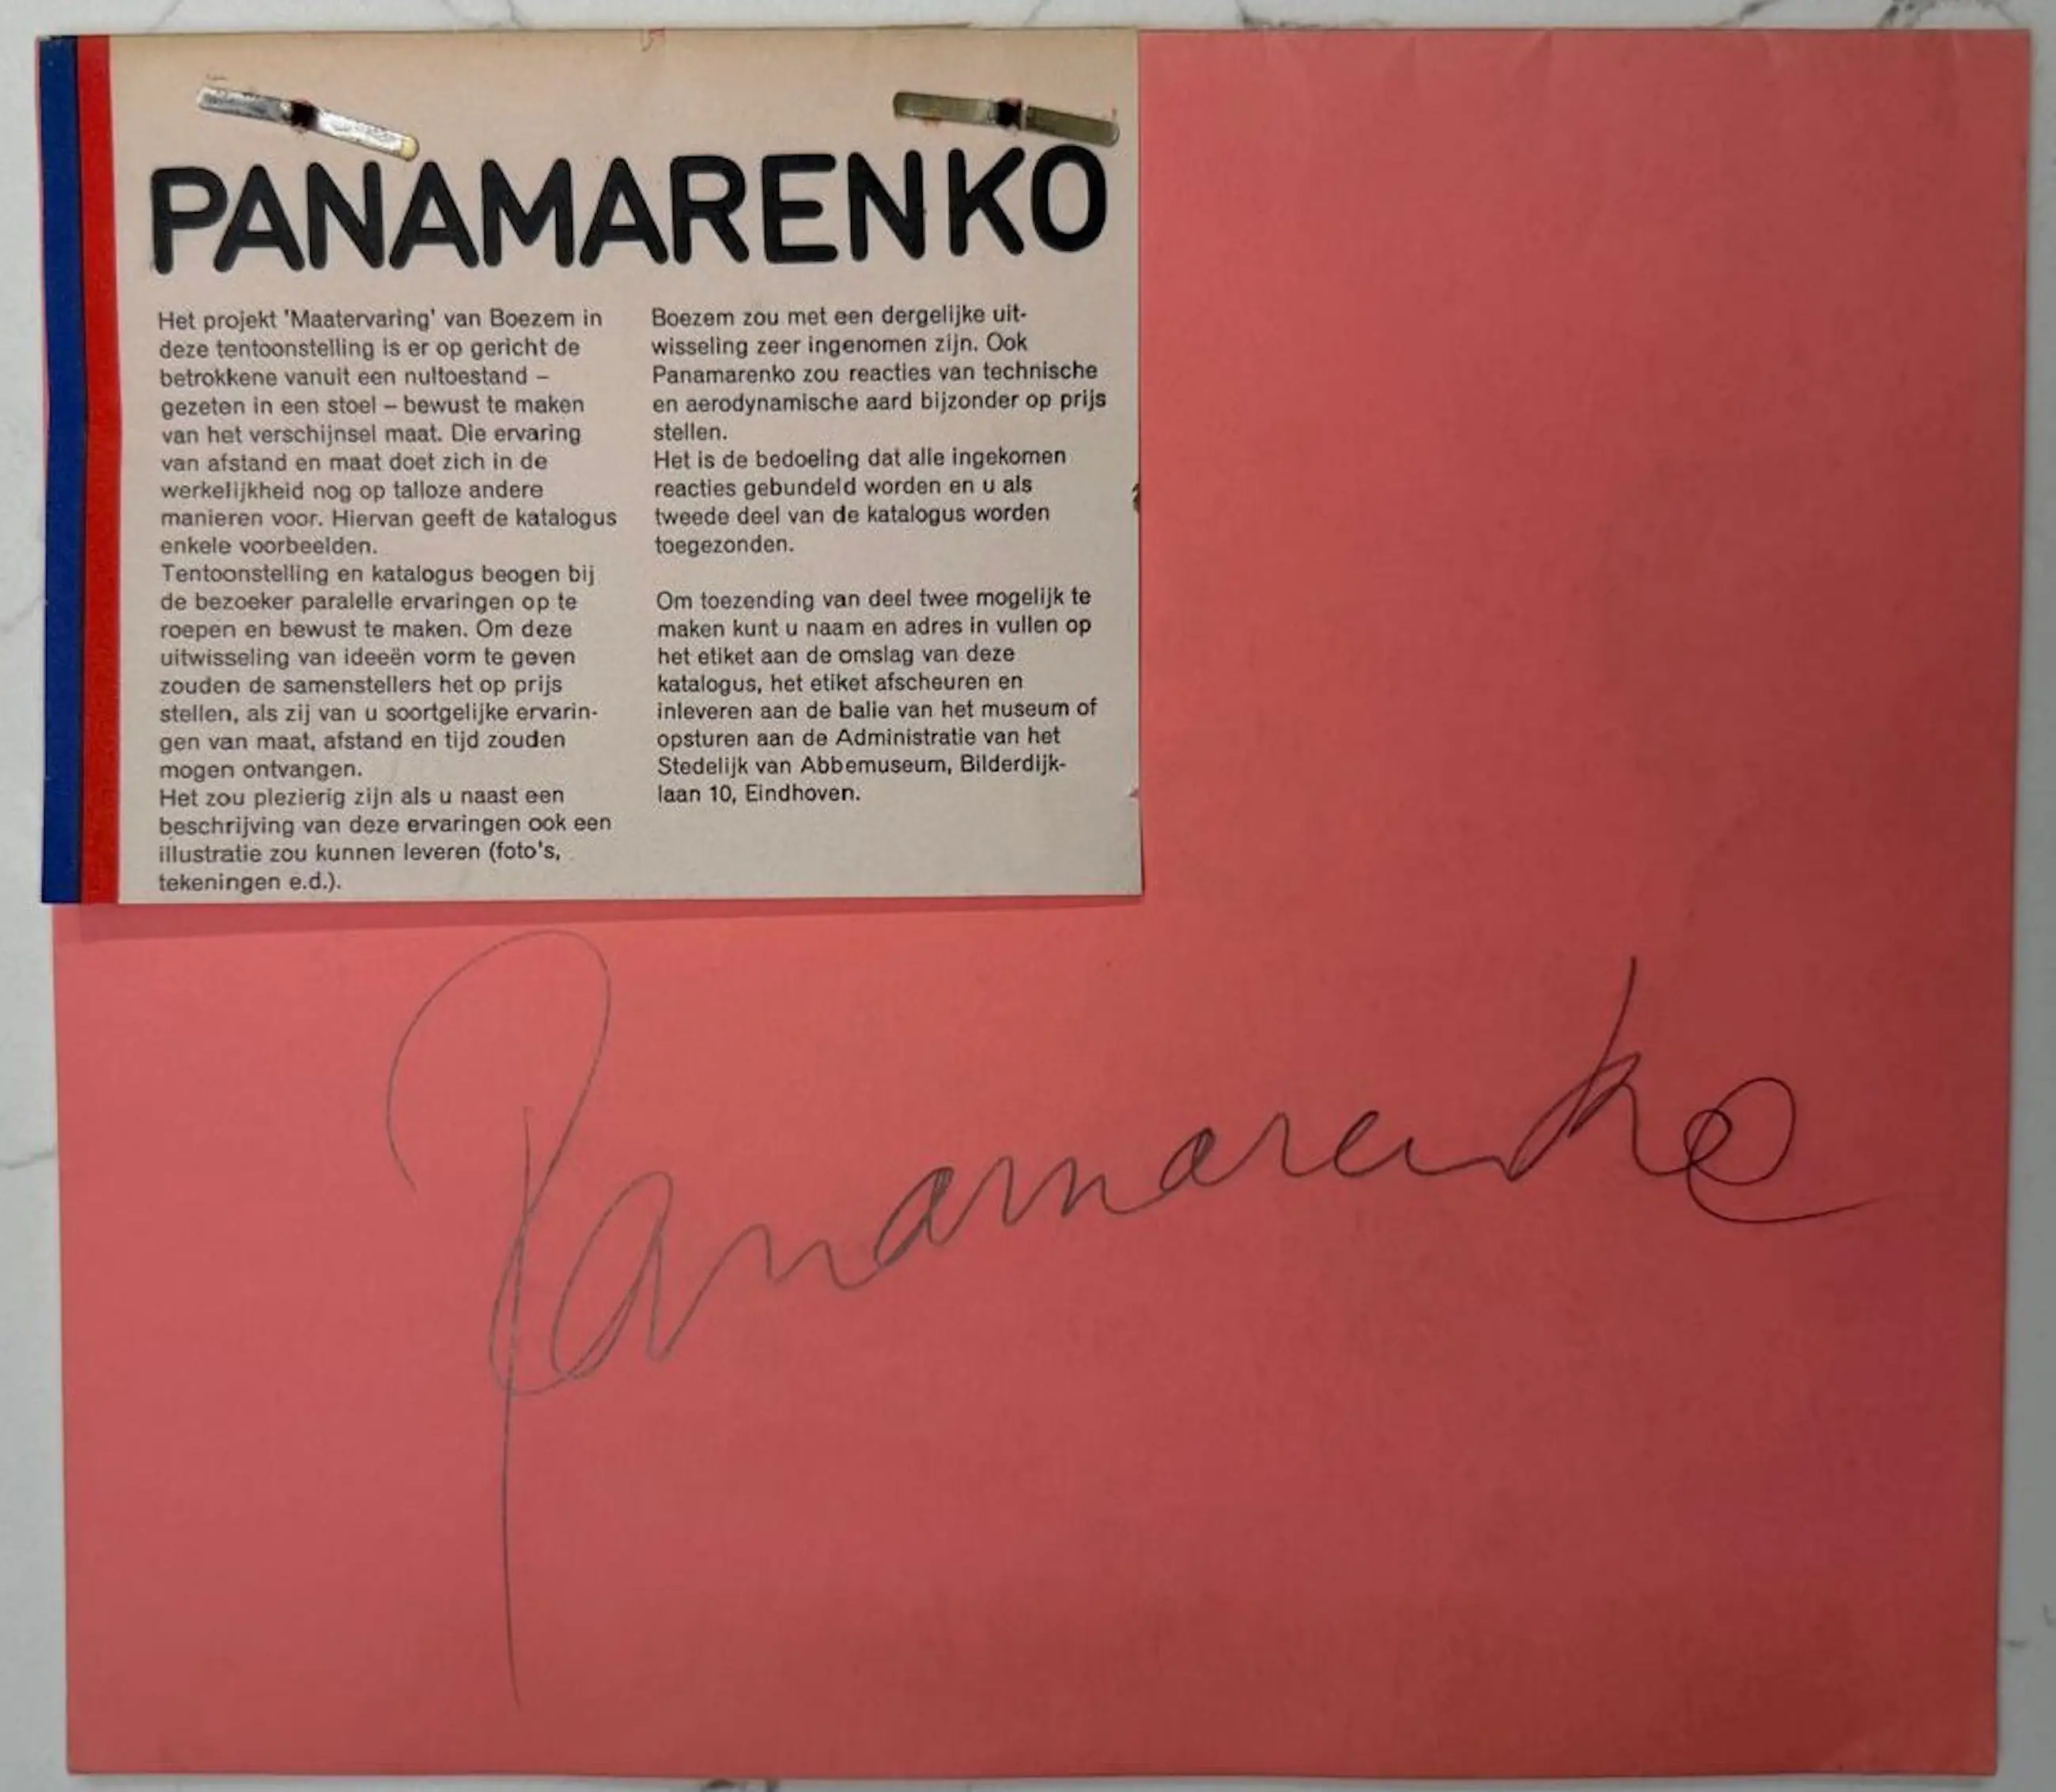 PANAMARENKO
Het projekt 'Maatervaring' van Boezem in
deze tentoonstelling is er op gericht de
betrokkene vanuit een nultoestand –
gezeten in een stoel – bewust te maken
van het verschijnsel maat. Die ervaring
van afstand en maat doet zich in de
werkelijkheid nog op talloze andere
manieren voor. Hiervan geeft de katalogus
enkele voorbeelden.
Tentoonstelling en katalogus beogen bij
de bezoeker paralelle ervaringen op te
roepen en bewust te maken. Om deze
uitwisseling van ideeën vorm te geven
zouden de samenstellers het op prijs
stellen, als zij van u soortgelijke ervarin-
gen van maat, afstand en tijd zouden
mogen ontvangen.
Het zou plezierig zijn als u naast een
beschrijving van deze ervaringen ook een
illustratie zou kunnen leveren (foto's,
tekeningen e.d.).
Boezem zou met een dergelijke uit-
wisseling zeer ingenomen zijn. Ook
Panamarenko zou reacties van technische
en aerodynamische aard bijzonder op prijs
stellen.
Het is de bedoeling dat alle ingekomen
reacties gebundeld worden en u als
tweede deel van de katalogus worden
toegezonden.
Om toezending van deel twee mogelijk te
maken kunt u naam en adres in vullen op
het etiket aan de omslag van deze
katalogus, het etiket afscheuren en
inleveren aan de balie van het museum of
opsturen aan de Administratie van het
Stedelijk van Abbemuseum, Bilderdijk-
laan 10, Eindhoven.
Panamarenko